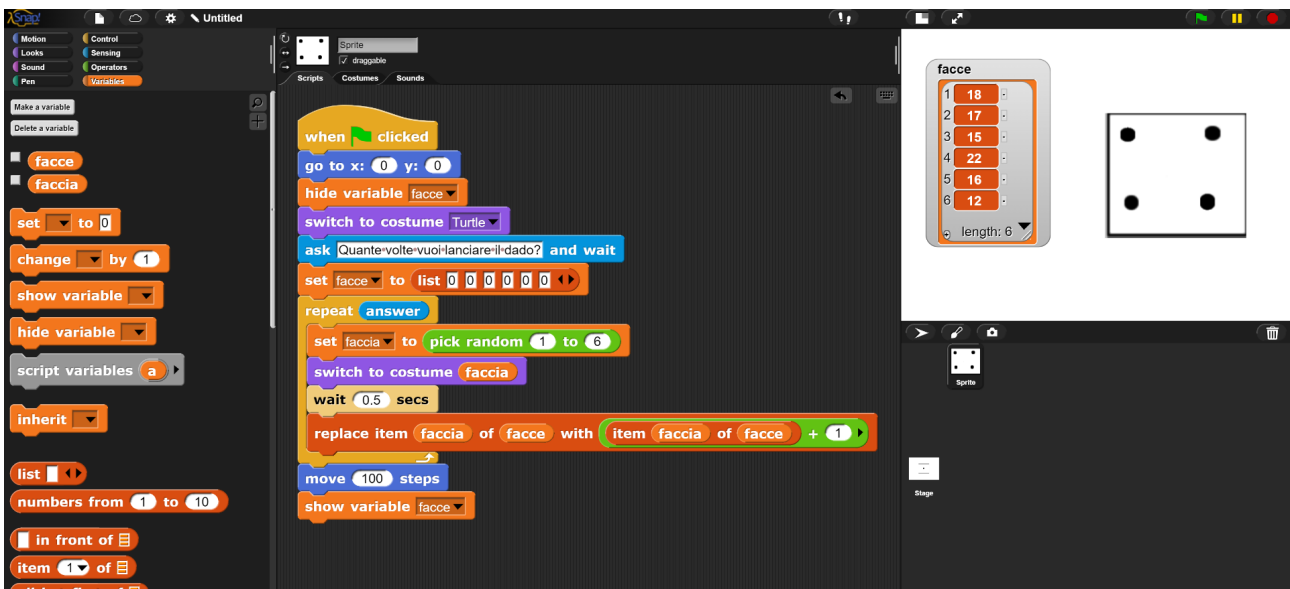 λSnap!
Untitled
Motion
Control
Looks
Sensing
Sound
Operators
Pen
Variables
Make a variable
Delete a variable
facce
faccia
set to 0
change by 1
show variable
hide variable
script variables a
inherit
list
numbers from 1 to 10
in front of
item 1 of
Sprite
draggable
Scripts Costumes Sounds
when clicked
go to x: 0 y: 0
hide variable facce
switch to costume Turtle
ask Quante volte vuoi lanciare il dado? and wait
set facce to list 0 0 0 0 0 0
repeat answer
set faccia to pick random 1 to 6
switch to costume faccia
wait 0.5 secs
replace item faccia of facce with item faccia of facce + 1
move 100 steps
show variable facce
facce
1 18
2 17
3 15
4 22
5 16
6 12
length: 6
Sprite
Stage